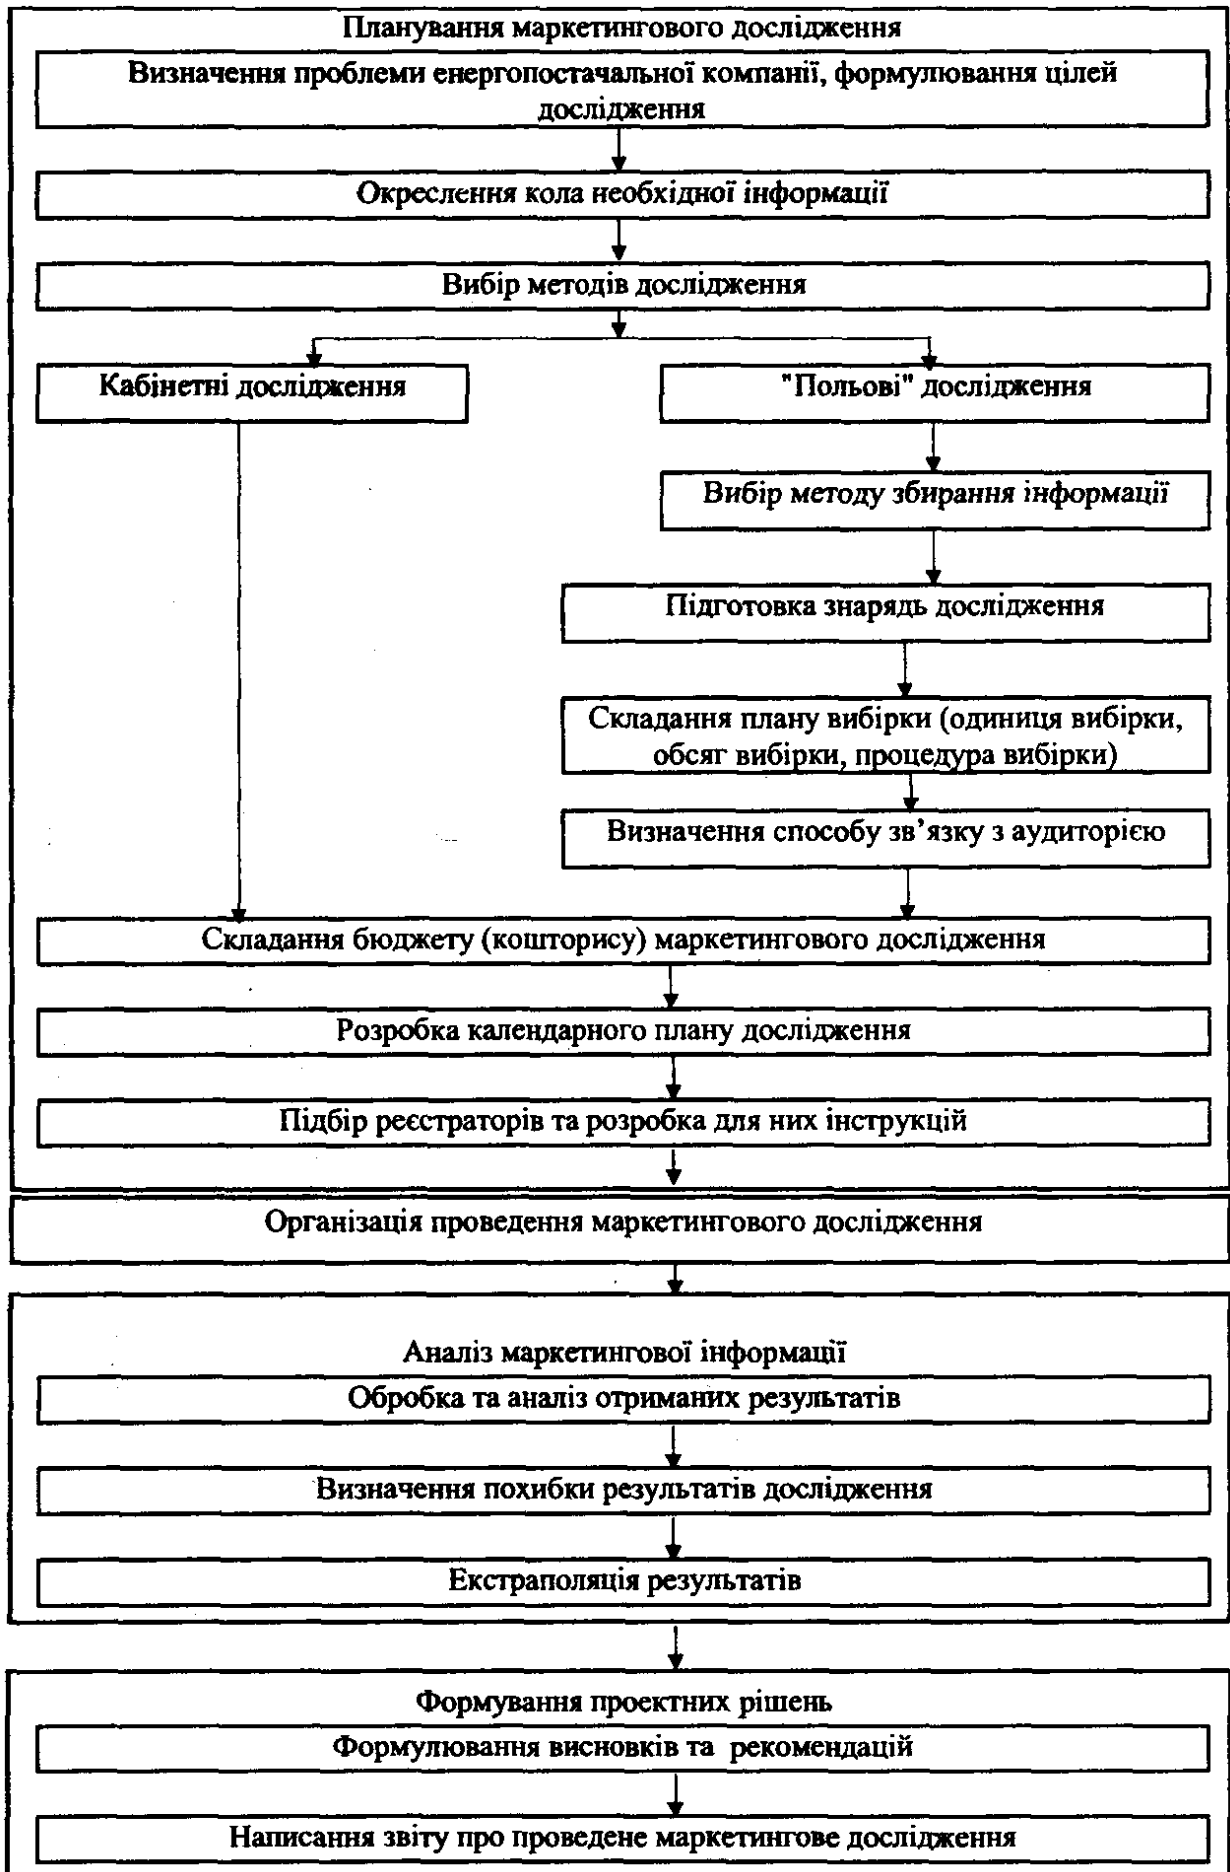 Планування маркетингового дослідження
Визначення проблеми енергопостачальної компанії, формулювання цілей
дослідження
Окреслення кола необхідної інформації
Вибір методів дослідження
Кабінетні дослідження
"Польові" дослідження
Вибір методу збирання інформації
Підготовка знарядь дослідження
Складання плану вибірки (одиниця вибірки,
обсяг вибірки, процедура вибірки)
Визначення способу зв’язку з аудиторією
Складання бюджету (кошторису) маркетингового дослідження
Розробка календарного плану дослідження
Підбір реєстраторів та розробка для них інструкцій
Організація проведення маркетингового дослідження
Аналіз маркетингової інформації
Обробка та аналіз отриманих результатів
Визначення похибки результатів дослідження
Екстраполяція результатів
Формування проектних рішень
Формулювання висновків та рекомендацій
Написання звіту про проведене маркетингове дослідження